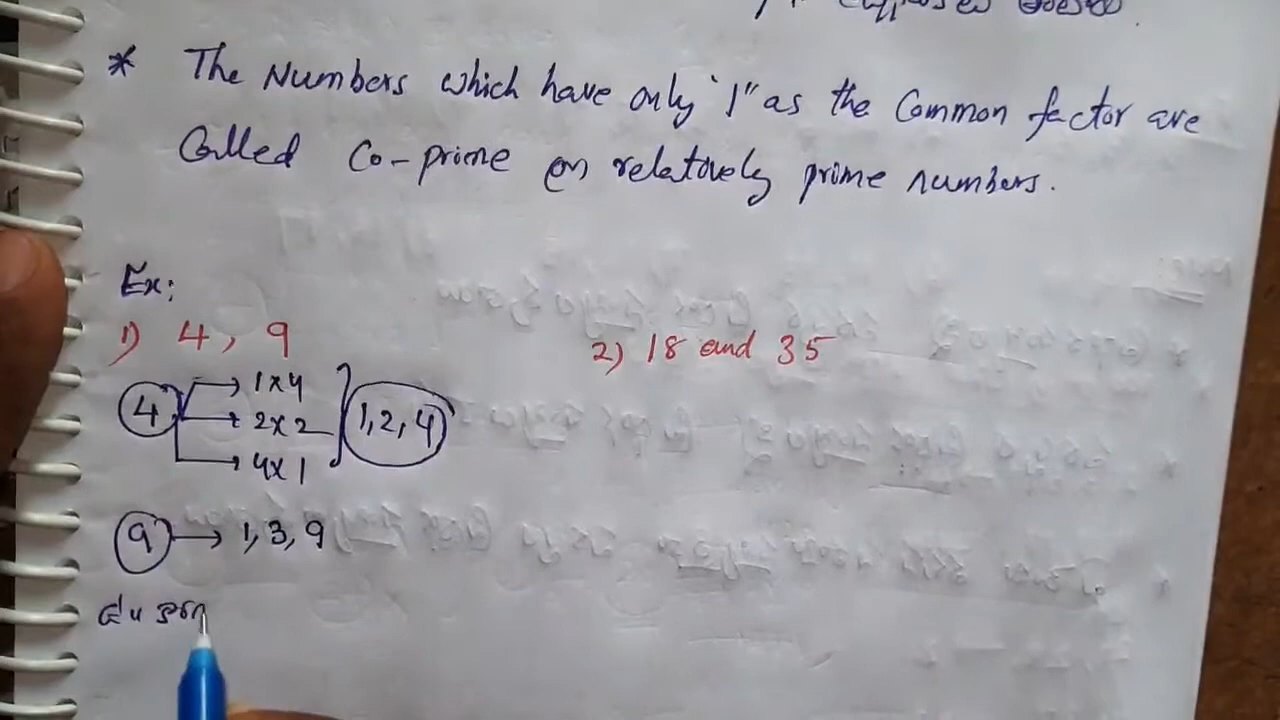 * The Numbers which have only "1" as the Common factor are
Called Co-prime (or) relatively prime numbers.
Ex:
1) 4, 9
2) 18 and 35
4 → 1x4
→ 2x2
→ 4x1
1, 2, 4
9 → 1, 3, 9